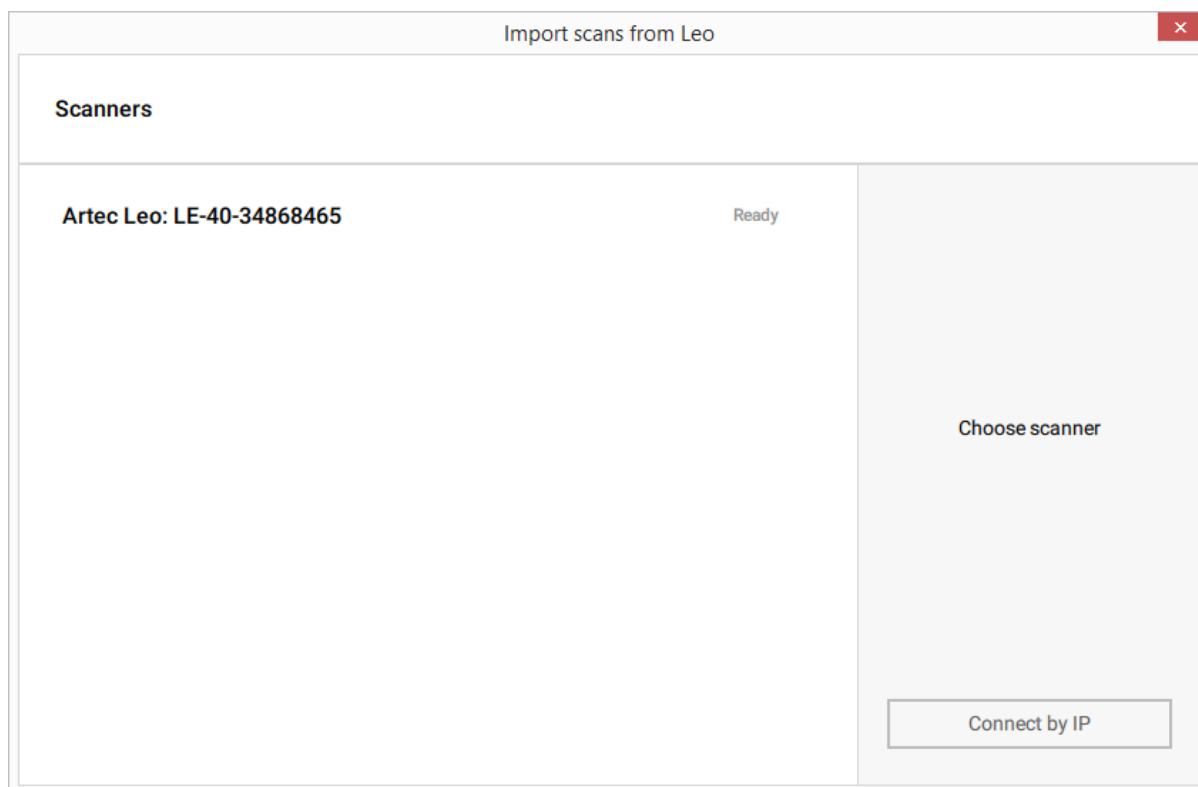 Import scans from Leo
Scanners
Artec Leo: LE-40-34868465
Ready
Choose scanner
Connect by IP